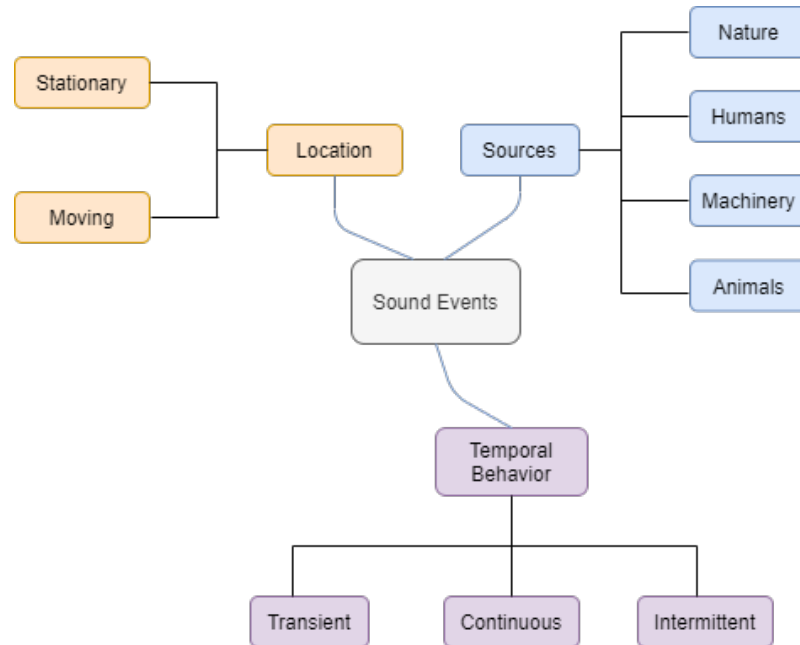 Nature
Stationary
Humans
Location
Sources
Machinery
Moving
Animals
Sound Events
Temporal
Behavior
Transient
Continuous
Intermittent